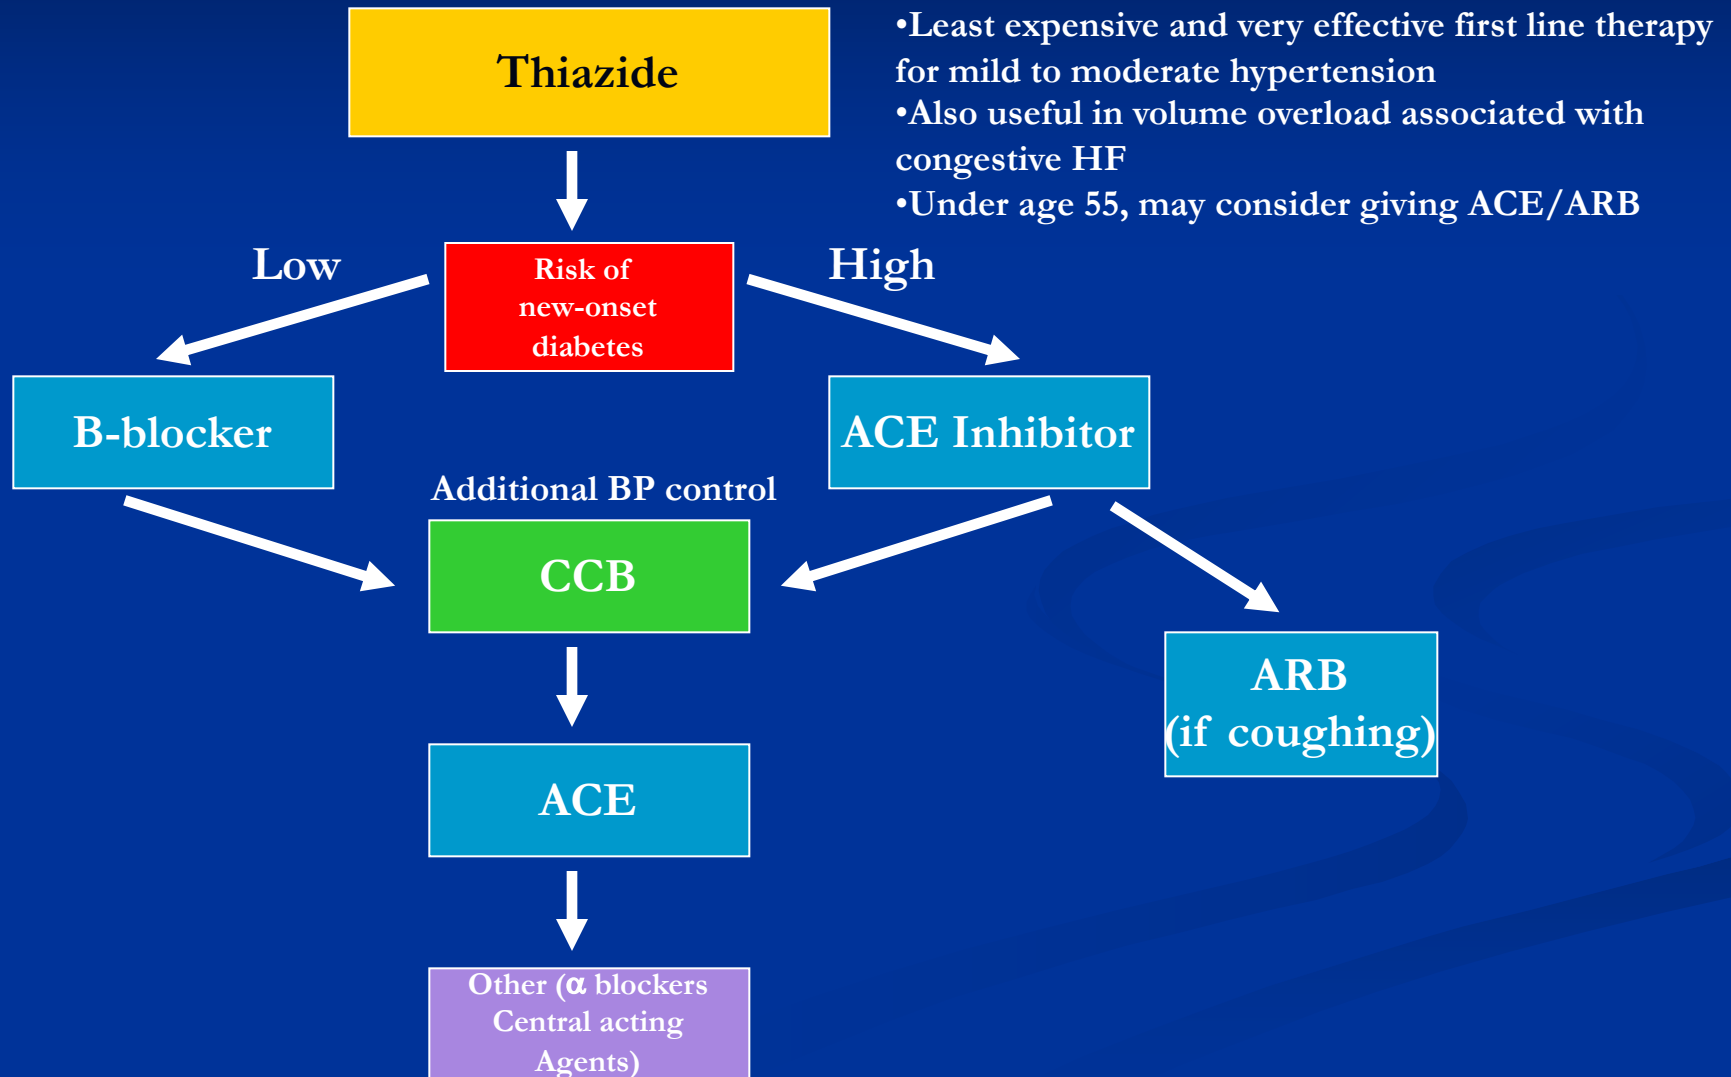 Thiazide
•Least expensive and very effective first line therapy
for mild to moderate hypertension
•Also useful in volume overload associated with
congestive HF
•Under age 55, may consider giving ACE/ARB
Low
Risk of
new-onset
diabetes
High
B-blocker
ACE Inhibitor
Additional BP control
CCB
ARB
(if coughing)
ACE
Other (α blockers
Central acting
Agents)